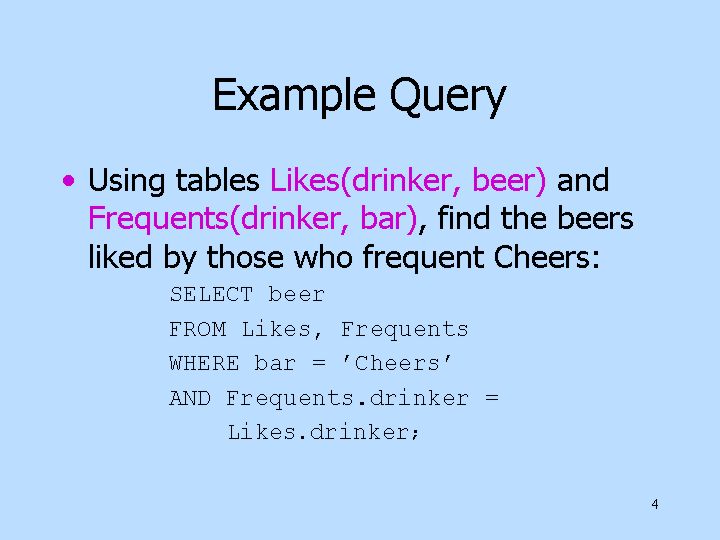 Example Query
• Using tables Likes(drinker, beer) and
Frequents(drinker, bar), find the beers
liked by those who frequent Cheers:
SELECT beer
FROM Likes, Frequents
WHERE bar = ’Cheers’
AND Frequents.drinker =
Likes.drinker;
4